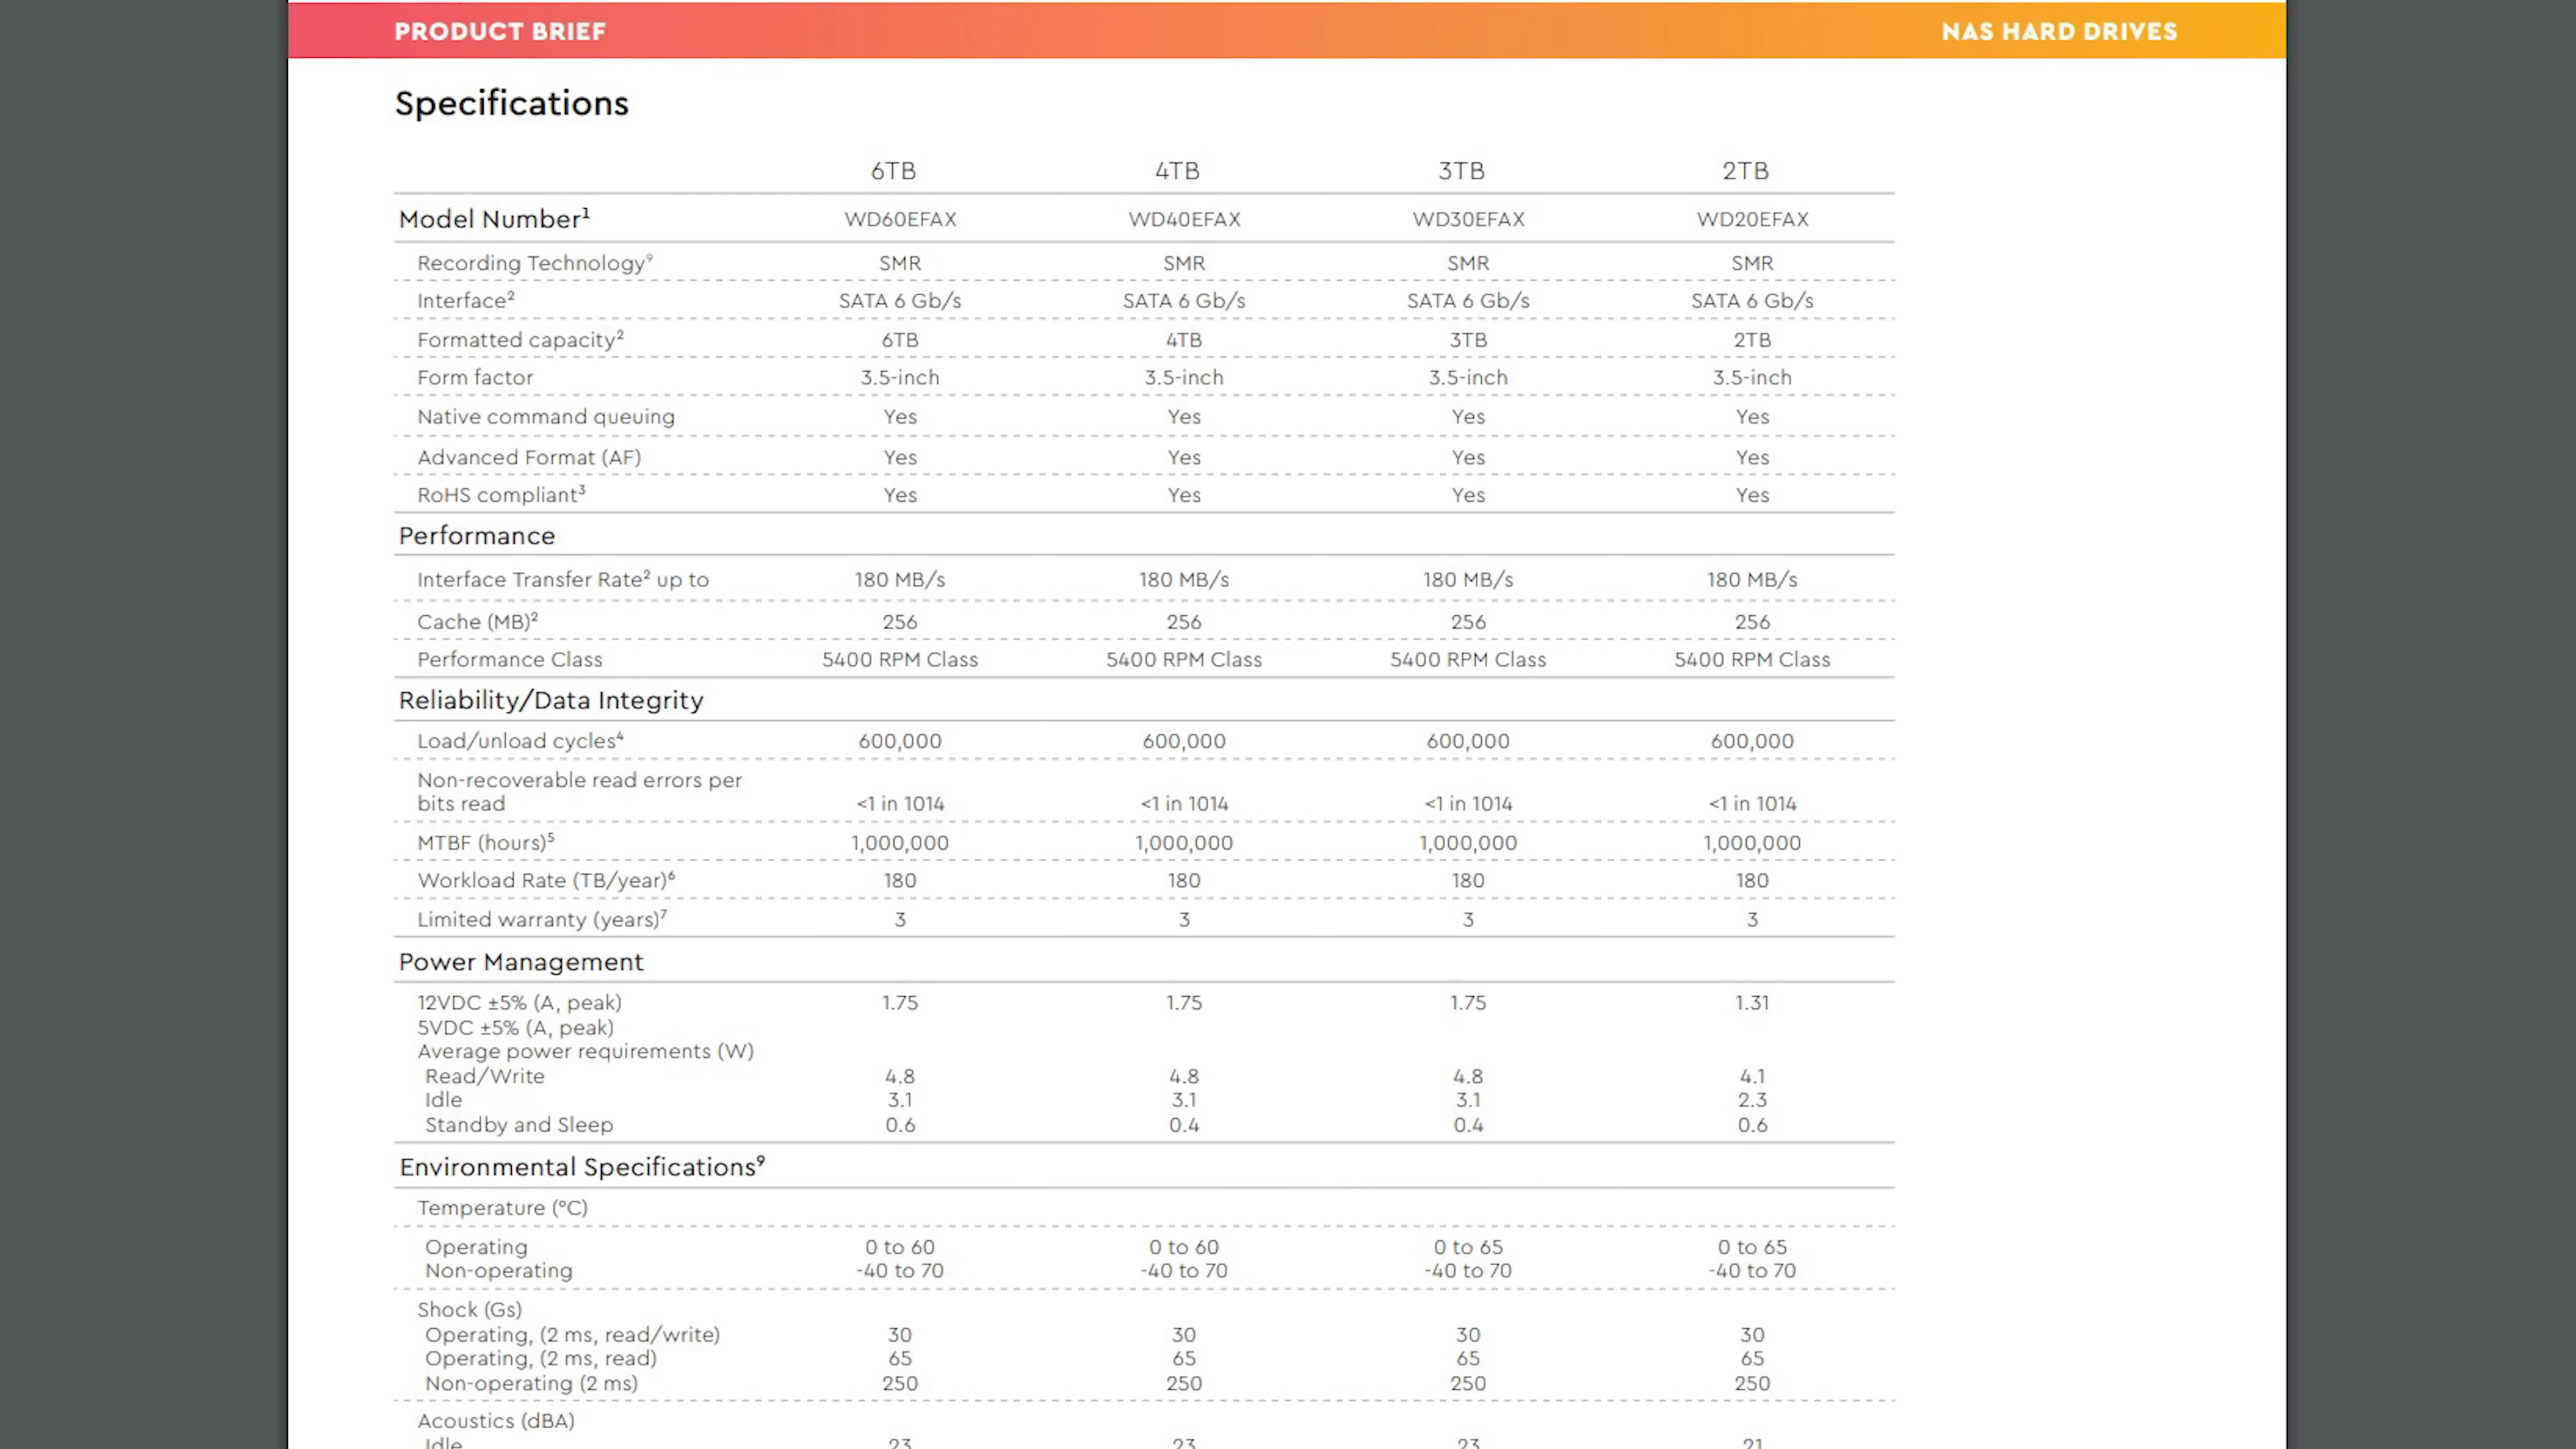 PRODUCT BRIEF NAS HARD DRIVES
Specifications
6TB 4TB 3TB 2TB
Model Number¹ WD60EFAX WD40EFAX WD30EFAX WD20EFAX
Recording Technology⁹ SMR SMR SMR SMR
Interface² SATA 6 Gb/s SATA 6 Gb/s SATA 6 Gb/s SATA 6 Gb/s
Formatted capacity² 6TB 4TB 3TB 2TB
Form factor 3.5-inch 3.5-inch 3.5-inch 3.5-inch
Native command queuing Yes Yes Yes Yes
Advanced Format (AF) Yes Yes Yes Yes
RoHS compliant³ Yes Yes Yes Yes
Performance
Interface Transfer Rate² up to 180 MB/s 180 MB/s 180 MB/s 180 MB/s
Cache (MB)² 256 256 256 256
Performance Class 5400 RPM Class 5400 RPM Class 5400 RPM Class 5400 RPM Class
Reliability/Data Integrity
Load/unload cycles⁴ 600,000 600,000 600,000 600,000
Non-recoverable read errors per
bits read <1 in 1014 <1 in 1014 <1 in 1014 <1 in 1014
MTBF (hours)⁵ 1,000,000 1,000,000 1,000,000 1,000,000
Workload Rate (TB/year)⁶ 180 180 180 180
Limited warranty (years)⁷ 3 3 3 3
Power Management
12VDC ±5% (A, peak) 1.75 1.75 1.75 1.31
5VDC ±5% (A, peak)
Average power requirements (W)
Read/Write 4.8 4.8 4.8 4.1
Idle 3.1 3.1 3.1 2.3
Standby and Sleep 0.6 0.4 0.4 0.6
Environmental Specifications⁹
Temperature (°C)
Operating 0 to 60 0 to 60 0 to 65 0 to 65
Non-operating -40 to 70 -40 to 70 -40 to 70 -40 to 70
Shock (Gs)
Operating, (2 ms, read/write) 30 30 30 30
Operating, (2 ms, read) 65 65 65 65
Non-operating (2 ms) 250 250 250 250
Acoustics (dBA)
Idle 23 23 23 21